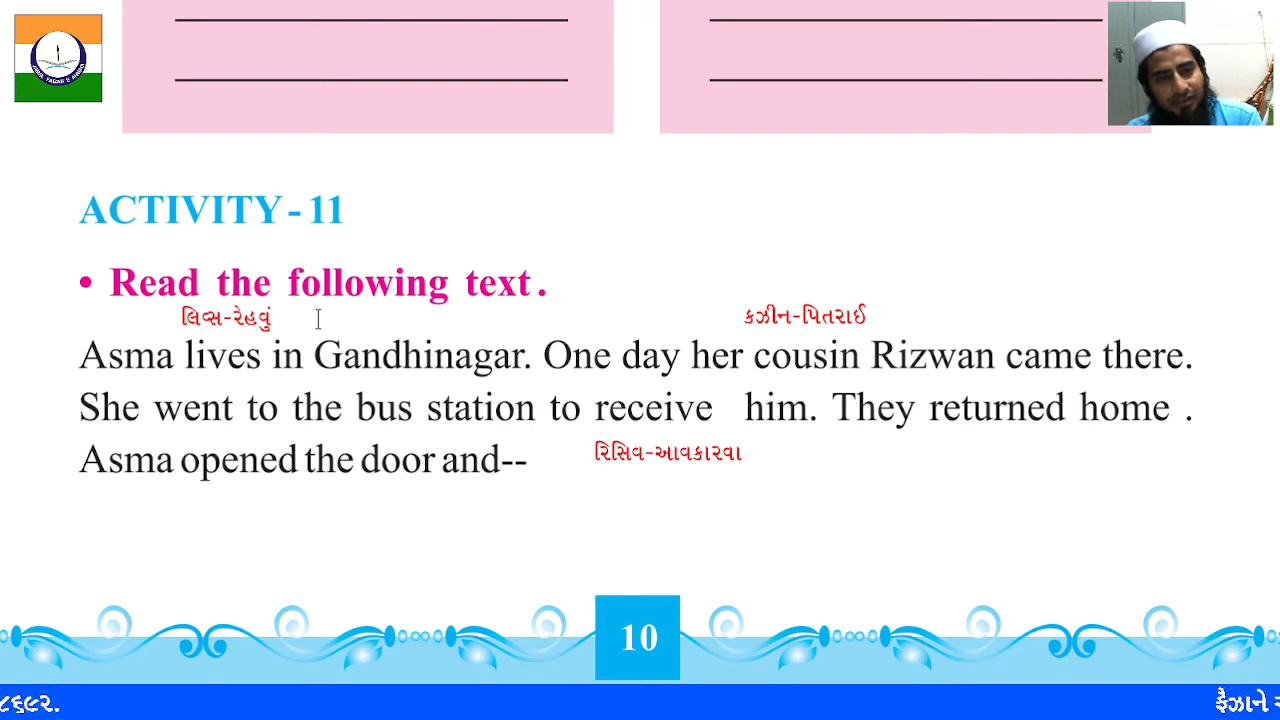 ACTIVITY - 11
• Read the following text .
લિવ્સ-રેહવું કઝીન-પિતરાઈ
Asma lives in Gandhinagar. One day her cousin Rizwan came there.
She went to the bus station to receive him. They returned home .
Asma opened the door and--
રિસિવ-આવકારવા
10
૮૬૯૨. ફૈઝાને